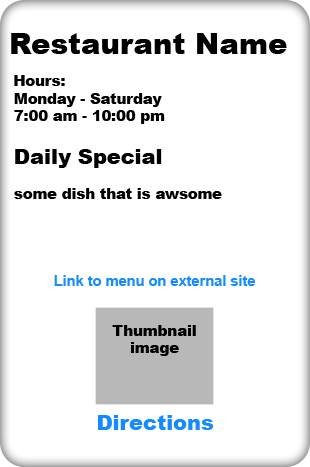 Restaurant Name
Hours:
Monday - Saturday
7:00 am - 10:00 pm
Daily Special
some dish that is awsome
Link to menu on external site
Thumbnail
image
Directions